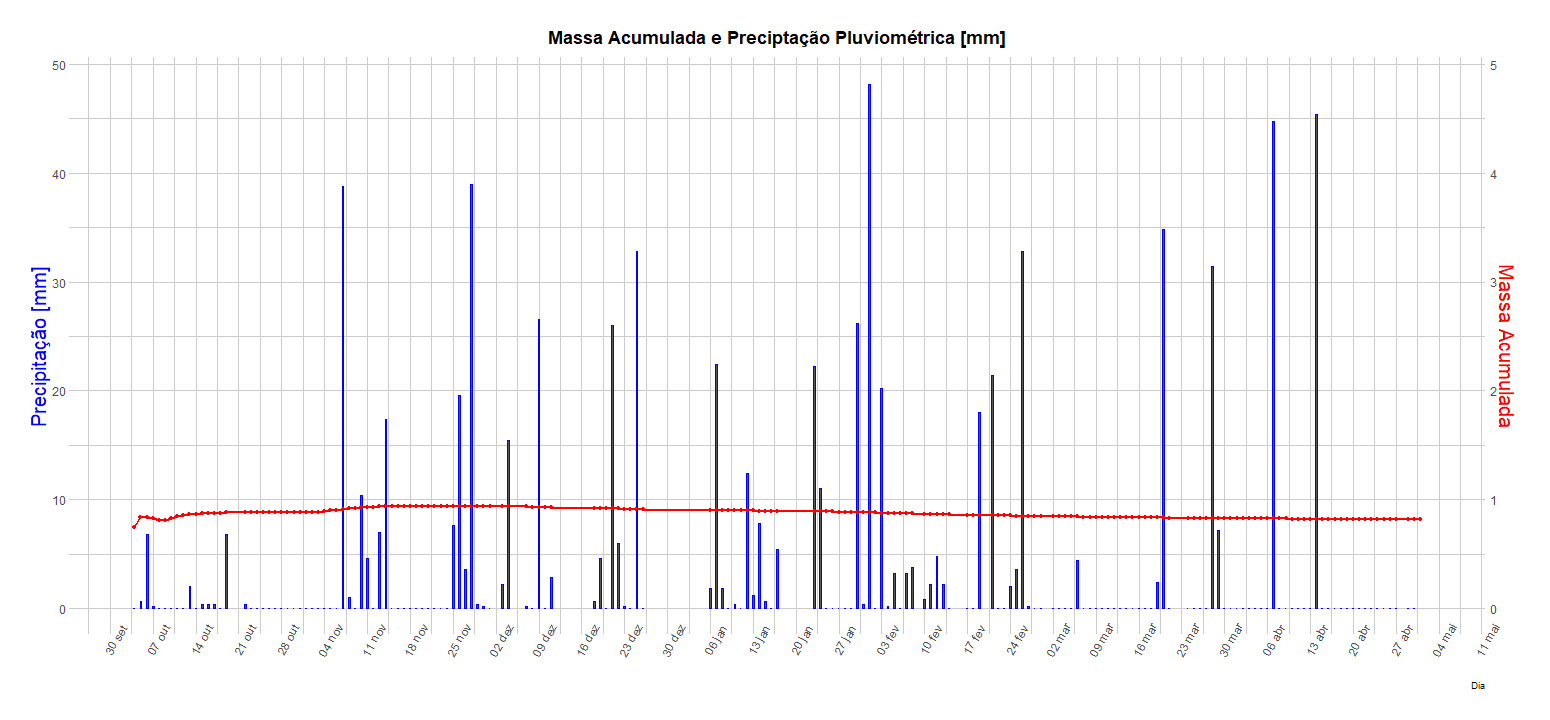 Massa Acumulada e Preciptação Pluviométrica [mm]
50
40
30
20
10
0
Precipitação [mm]
5
4
3
2
1
0
Massa Acumulada
30 set
07 out
14 out
21 out
28 out
04 nov
11 nov
18 nov
25 nov
02 dez
09 dez
16 dez
23 dez
30 dez
06 jan
13 jan
20 jan
27 jan
03 fev
10 fev
17 fev
24 fev
02 mar
09 mar
16 mar
23 mar
30 mar
06 abr
13 abr
20 abr
27 abr
04 mai
11 mai
Dia